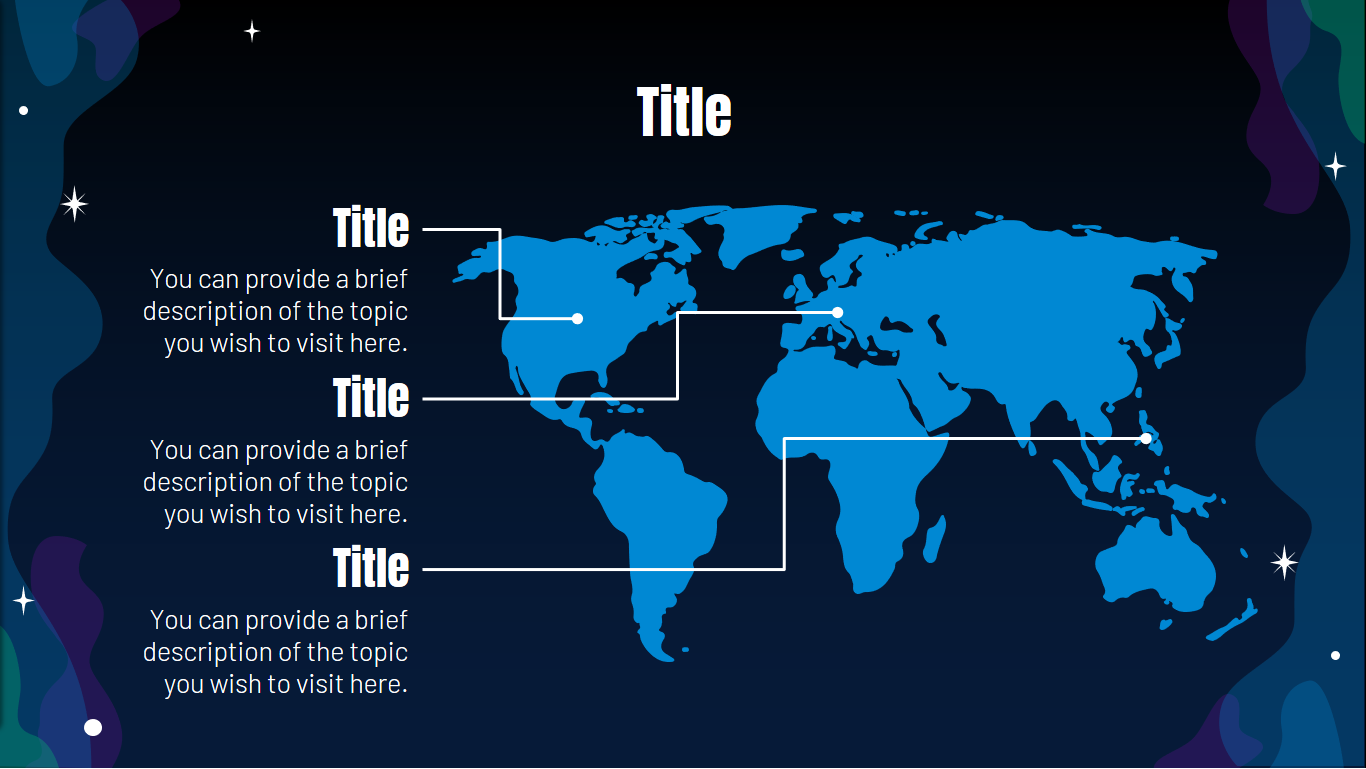 Title
Title
You can provide a brief
description of the topic
you wish to visit here.
Title
You can provide a brief
description of the topic
you wish to visit here.
Title
You can provide a brief
description of the topic
you wish to visit here.